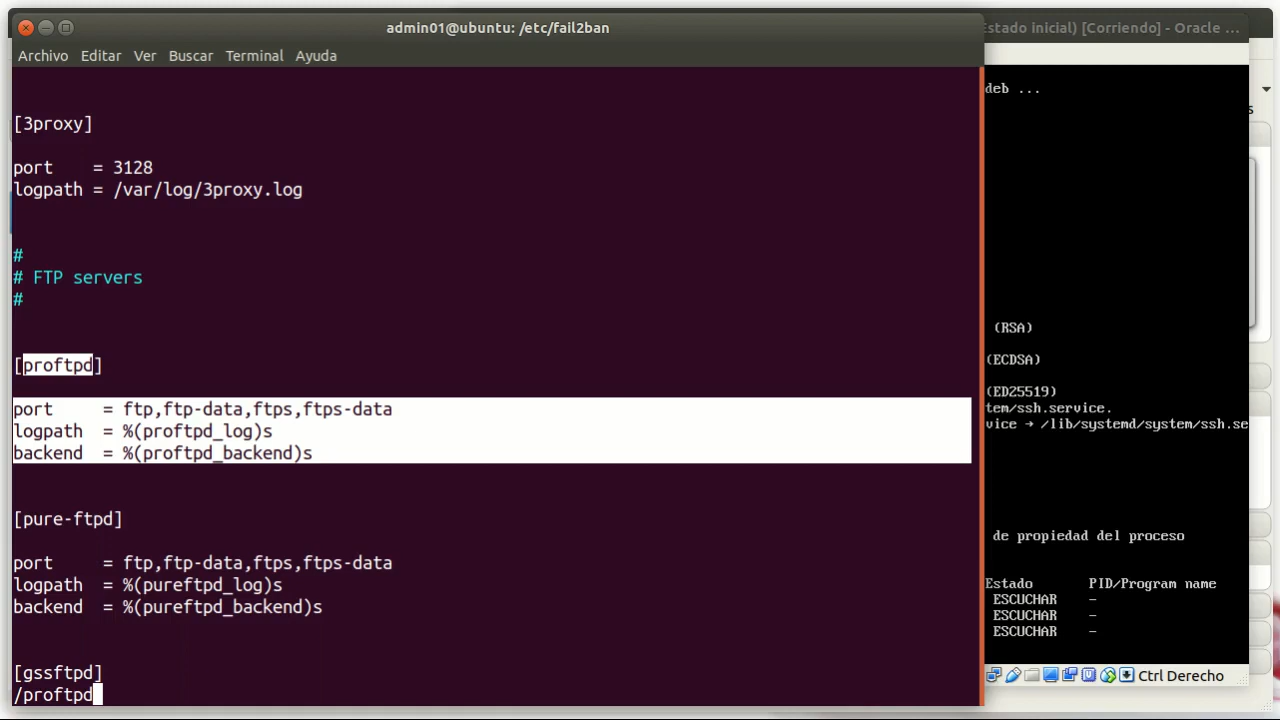 admin01@ubuntu: /etc/fail2ban
Estado inicial) [Corriendo] - Oracle ...
Archivo Editar Ver Buscar Terminal Ayuda
[3proxy]
port    = 3128
logpath = /var/log/3proxy.log
#
# FTP servers
#
[proftpd]
port     = ftp,ftp-data,ftps,ftps-data
logpath  = %(proftpd_log)s
backend  = %(proftpd_backend)s
[pure-ftpd]
port     = ftp,ftp-data,ftps,ftps-data
logpath  = %(pureftpd_log)s
backend  = %(pureftpd_backend)s
[gssftpd]
/proftpd
deb ...
(RSA)
(ECDSA)
(ED25519)
tem/ssh.service.
vice → /lib/systemd/system/ssh.se
de propiedad del proceso
Estado PID/Program name
ESCUCHAR -
ESCUCHAR -
ESCUCHAR -
Ctrl Derecho